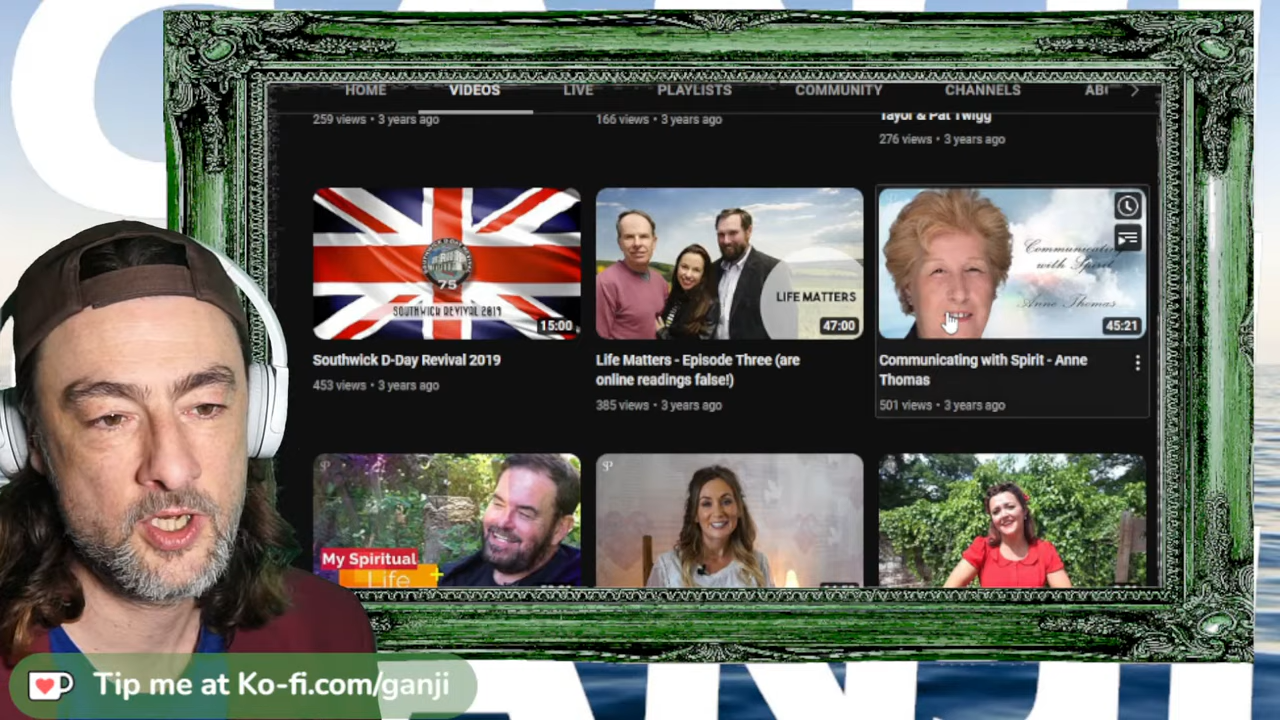 HOME VIDEOS LIVE PLAYLISTS COMMUNITY CHANNELS
259 views • 3 years ago
166 views • 3 years ago
Taylor & Pat Twigg
276 views • 3 years ago
75
SOUTHWICK REVIVAL 2019
15:00
LIFE MATTERS
47:00
Communicating
with Spirit
Anne Thomas
45:21
Southwick D-Day Revival 2019
453 views • 3 years ago
Life Matters - Episode Three (are
online readings false!)
385 views • 3 years ago
Communicating with Spirit - Anne
Thomas
501 views • 3 years ago
My Spiritual
Life
Tip me at Ko-fi.com/ganji